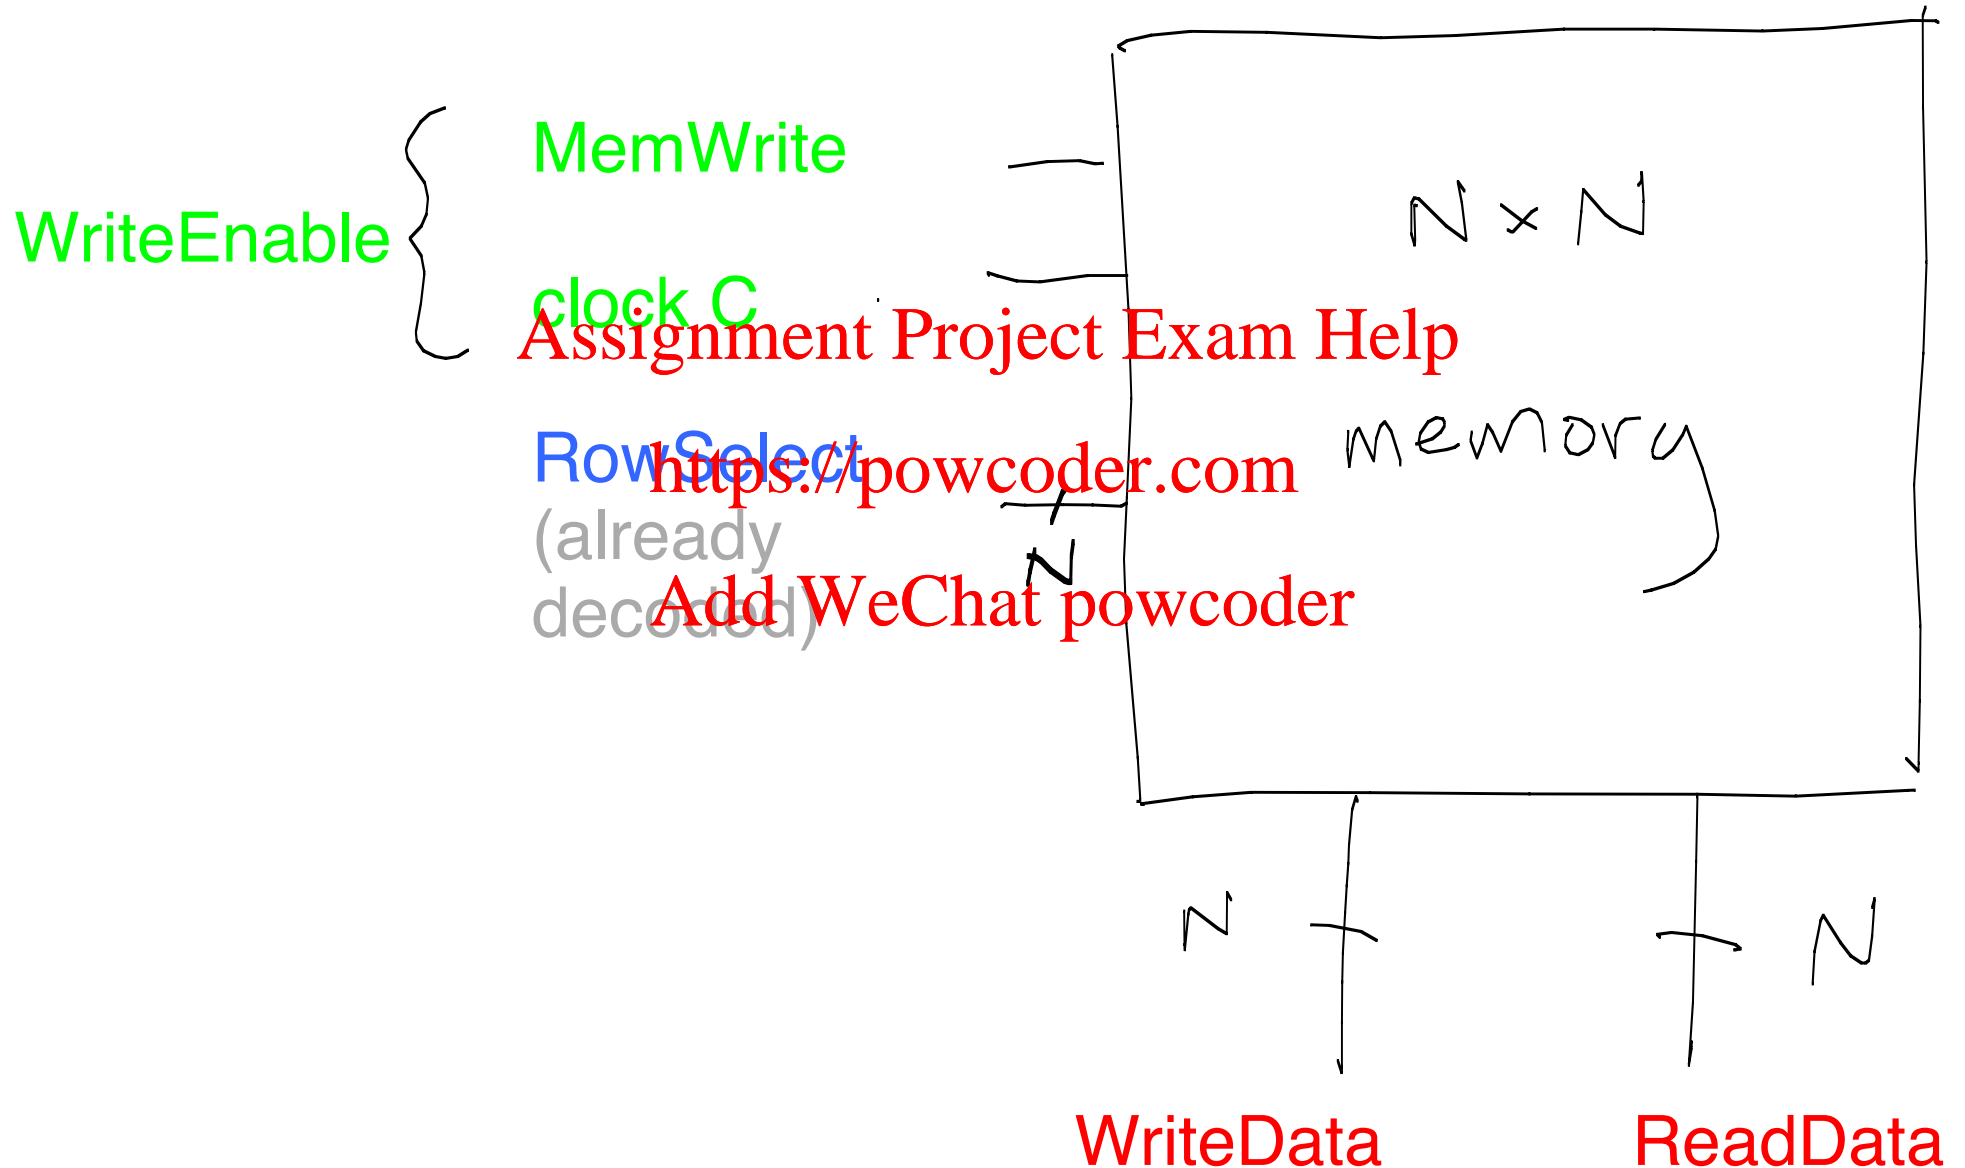 MemWrite
N x N
WriteEnable
clock C
Assignment Project Exam Help
memory
RowSelect
https://powcoder.com
(already
N
decoded)
Add WeChat powcoder
N
N
WriteData
ReadData